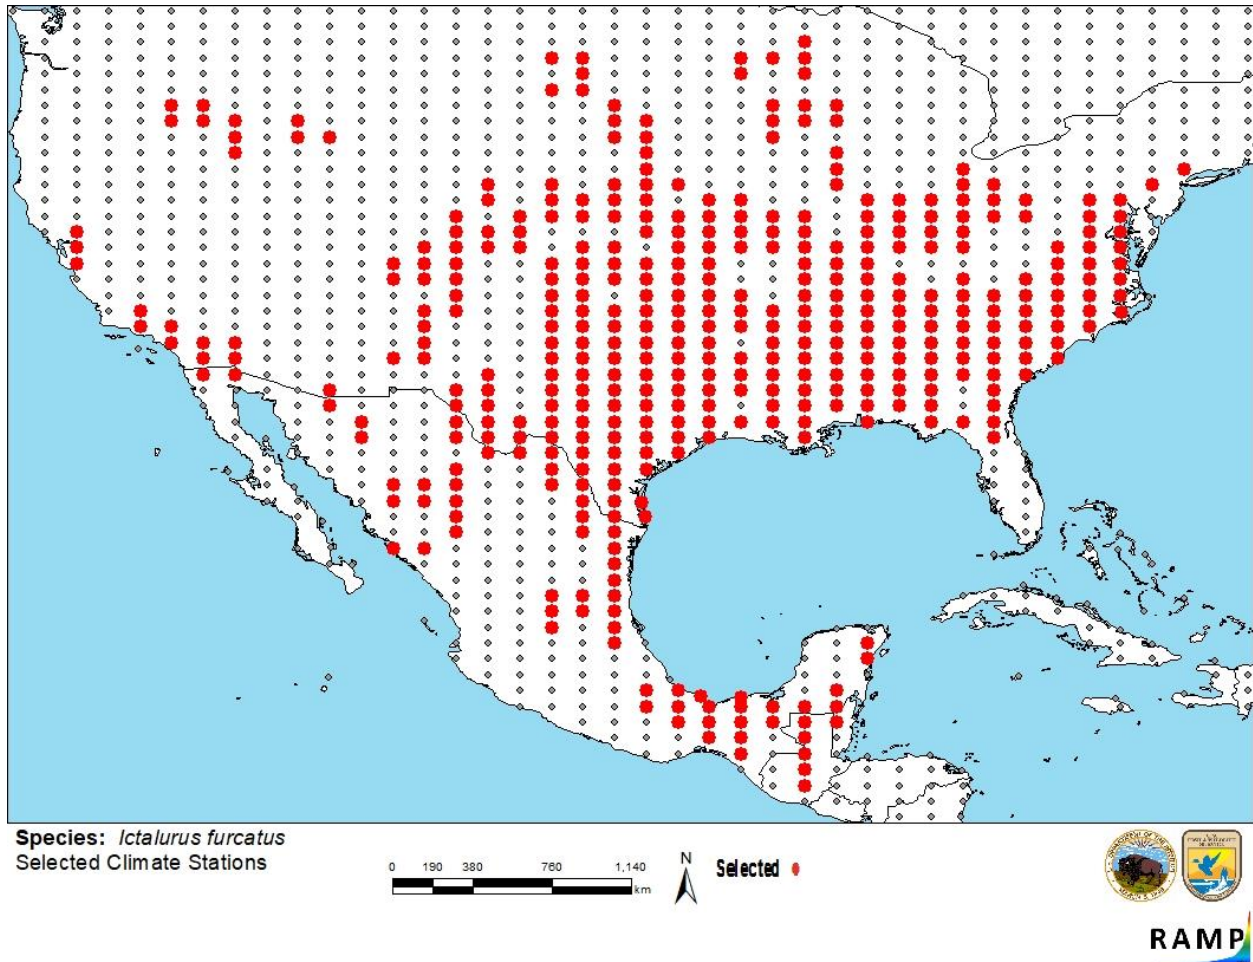 Species: Ictalurus furcatus
Selected Climate Stations
0 190 380 760 1,140
km
N
Selected
RAMP